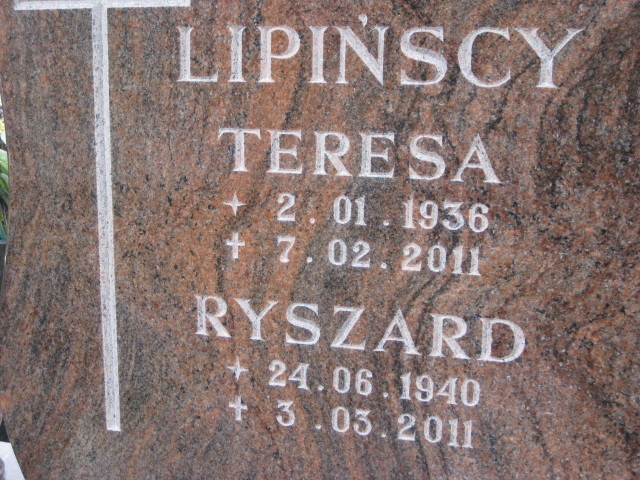 LIPIŃSCY
TERESA
2.01.1936
✝ 7.02.2011
RYSZARD
24.06.1940
✝ 3.03.2011